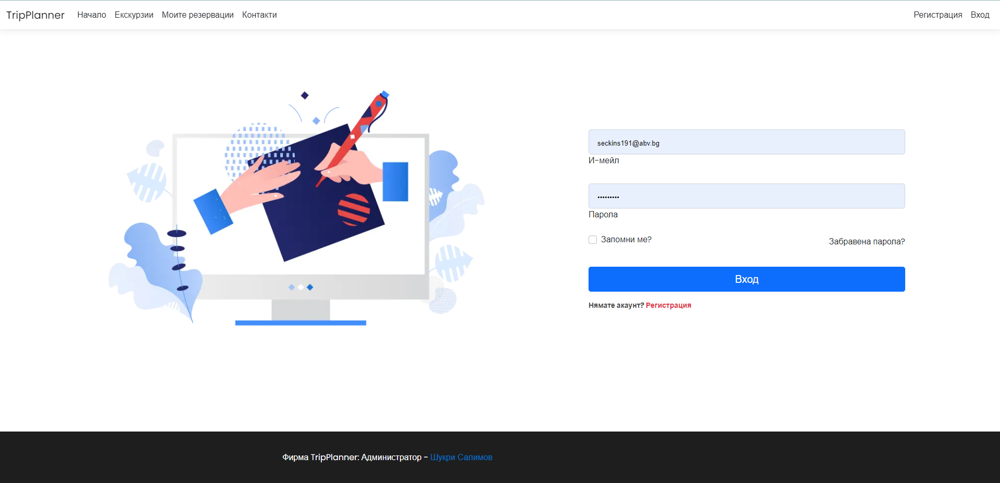 TripPlanner Начало Екскурзии Моите резервации Контакти Регистрация Вход
seckins191@abv.bg
И-мейл
•••••••••
Парола
Запомни ме? Забравена парола?
Вход
Нямате акаунт? Регистрация
Фирма TripPlanner: Администратор - Шукри Салимов